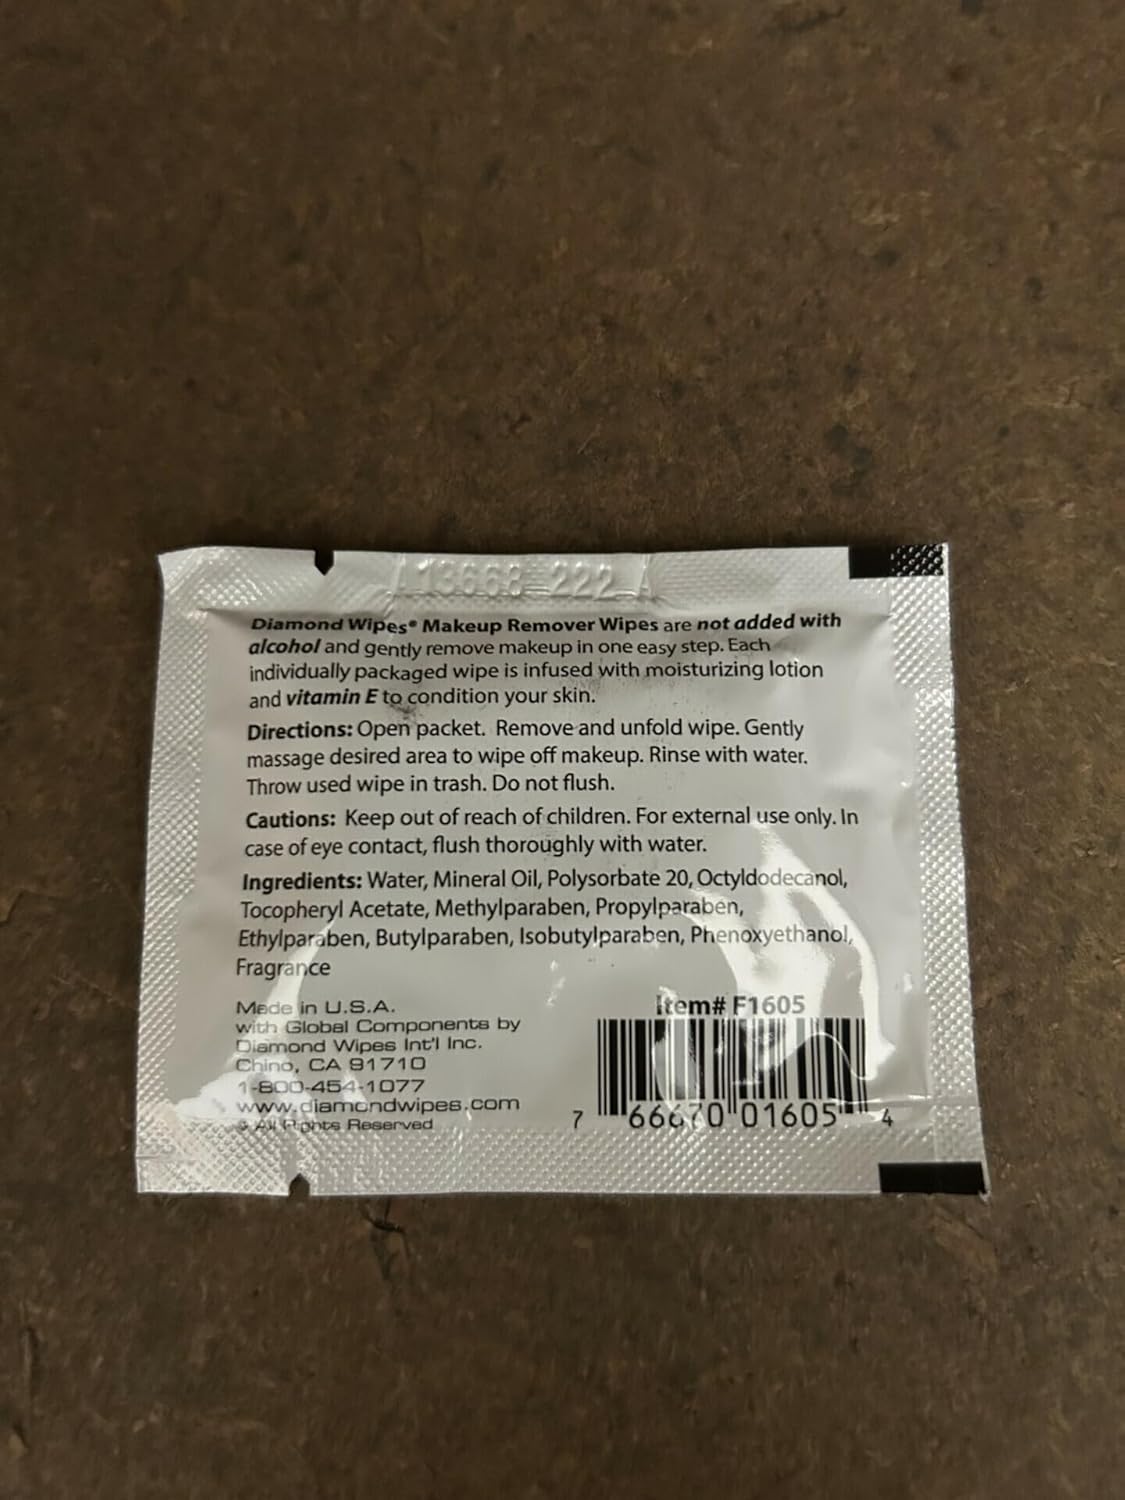 A 13668 222 A
Diamond Wipes® Makeup Remover Wipes are not added with
alcohol and gently remove makeup in one easy step. Each
individually packaged wipe is infused with moisturizing lotion
and vitamin E to condition your skin.
Directions: Open packet. Remove and unfold wipe. Gently
massage desired area to wipe off makeup. Rinse with water.
Throw used wipe in trash. Do not flush.
Cautions: Keep out of reach of children. For external use only. In
case of eye contact, flush thoroughly with water.
Ingredients: Water, Mineral Oil, Polysorbate 20, Octyldodecanol,
Tocopheryl Acetate, Methylparaben, Propylparaben,
Ethylparaben, Butylparaben, Isobutylparaben, Phenoxyethanol,
Fragrance
Made in U.S.A.
with Global Components by
Diamond Wipes Int'l Inc.
Chino, CA 91710
1-800-454-1077
www.diamondwipes.com
© All Rights Reserved
Item# F1605
7 66670 01605 4